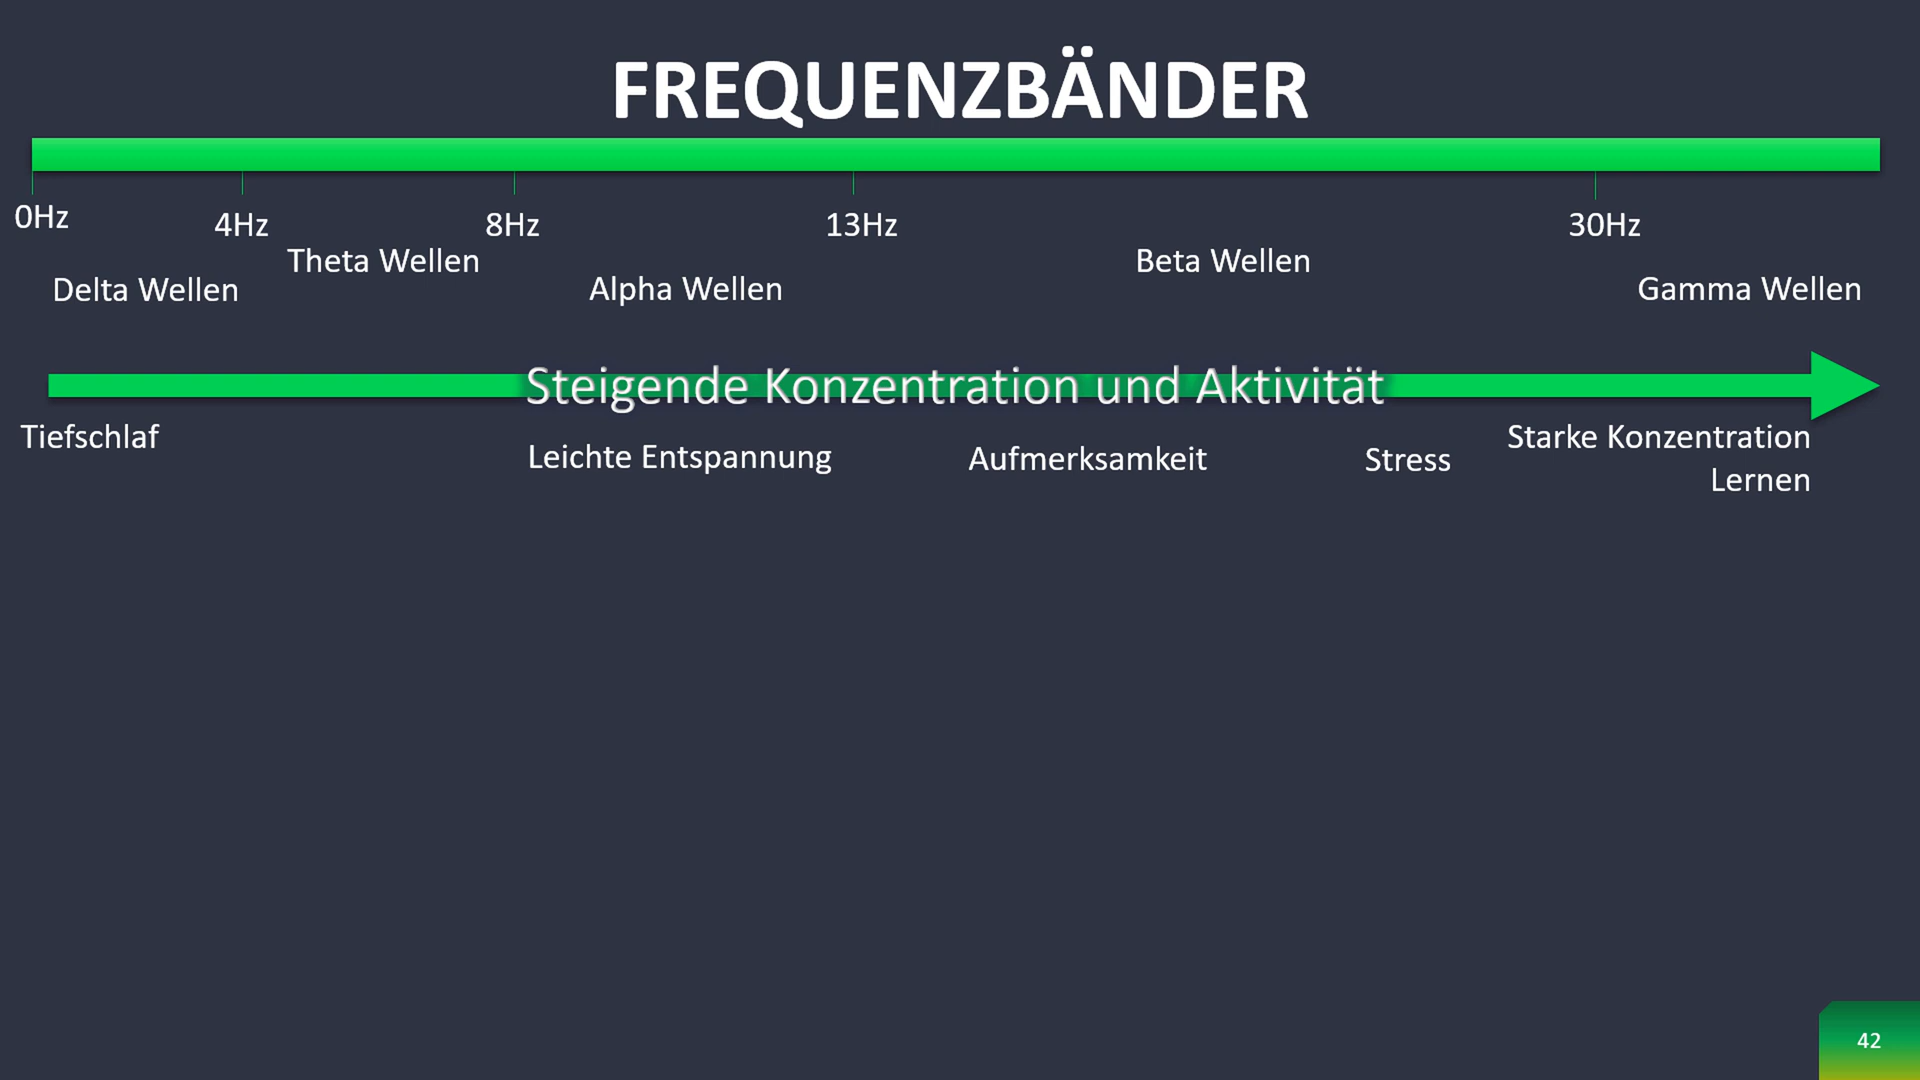 FREQUENZBÄNDER
0Hz
4Hz
8Hz
13Hz
30Hz
Delta Wellen
Theta Wellen
Alpha Wellen
Beta Wellen
Gamma Wellen
Steigende Konzentration und Aktivität
Tiefschlaf
Leichte Entspannung
Aufmerksamkeit
Stress
Starke Konzentration
Lernen
42